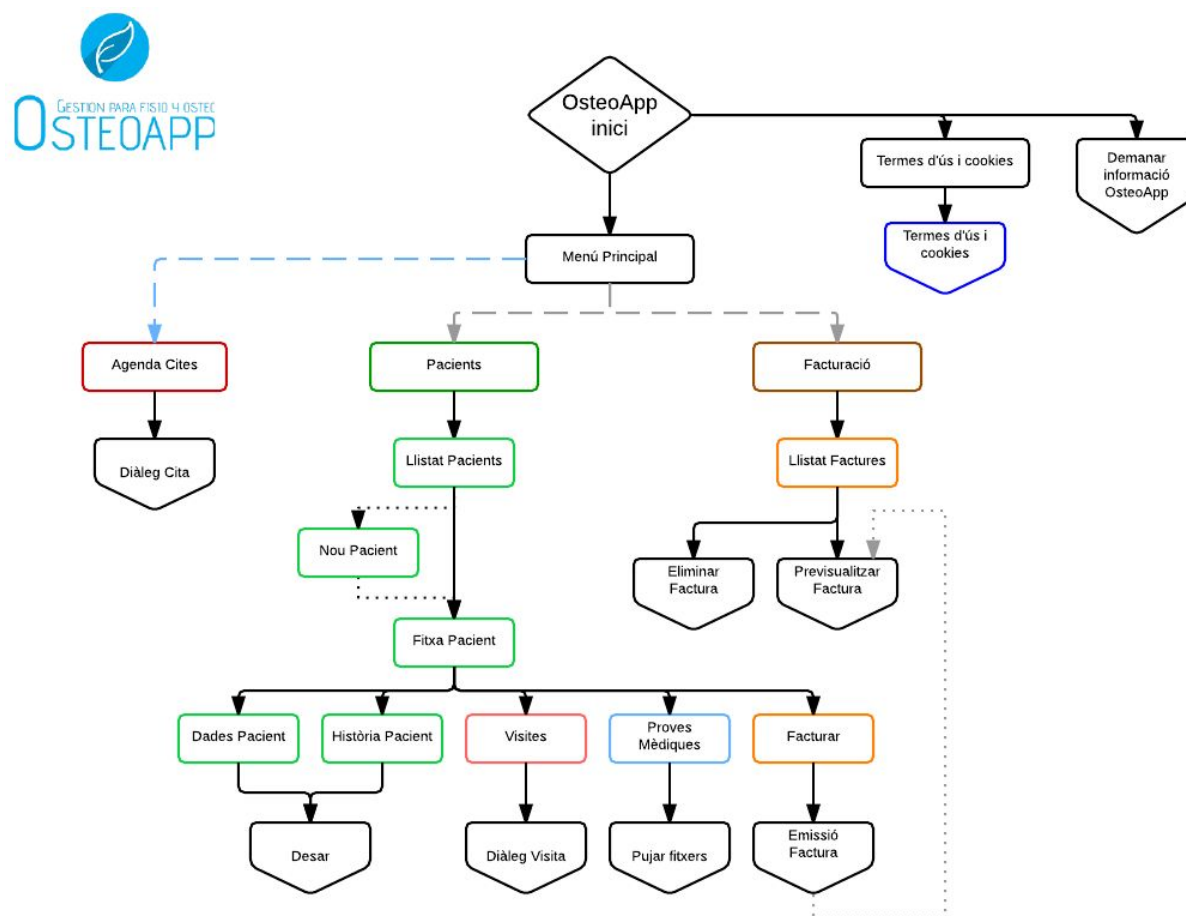 GESTION PARA FISIO Y OSTEO
OSTEOAPP
OsteoApp
inici
Termes d'ús i cookies
Demanar
informació
OsteoApp
Termes d'ús i
cookies
Menú Principal
Agenda Cites
Pacients
Facturació
Diàleg Cita
Llistat Pacients
Llistat Factures
Nou Pacient
Eliminar
Factura
Previsualitzar
Factura
Fitxa Pacient
Dades Pacient
Història Pacient
Visites
Proves
Mèdiques
Facturar
Desar
Diàleg Visita
Pujar fitxers
Emissió
Factura